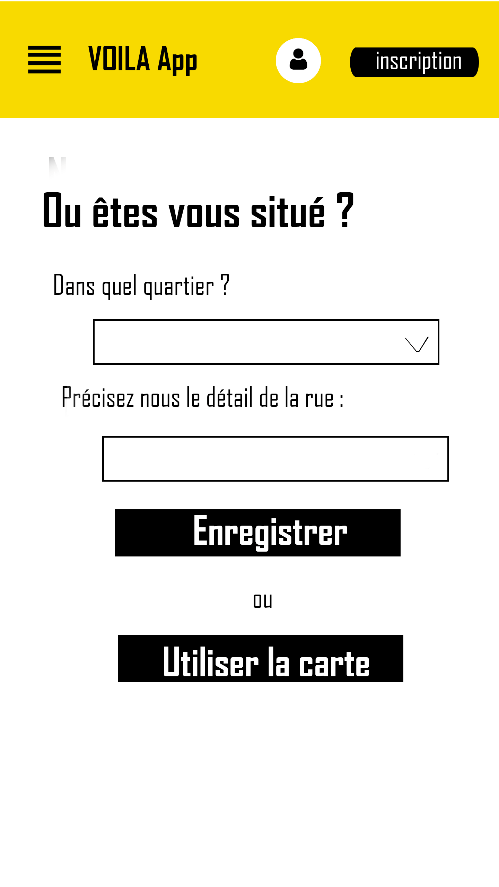 VOILA App
inscription
N
Ou êtes vous situé ?
Dans quel quartier ?
Précisez nous le détail de la rue :
Enregistrer
ou
Utiliser la carte